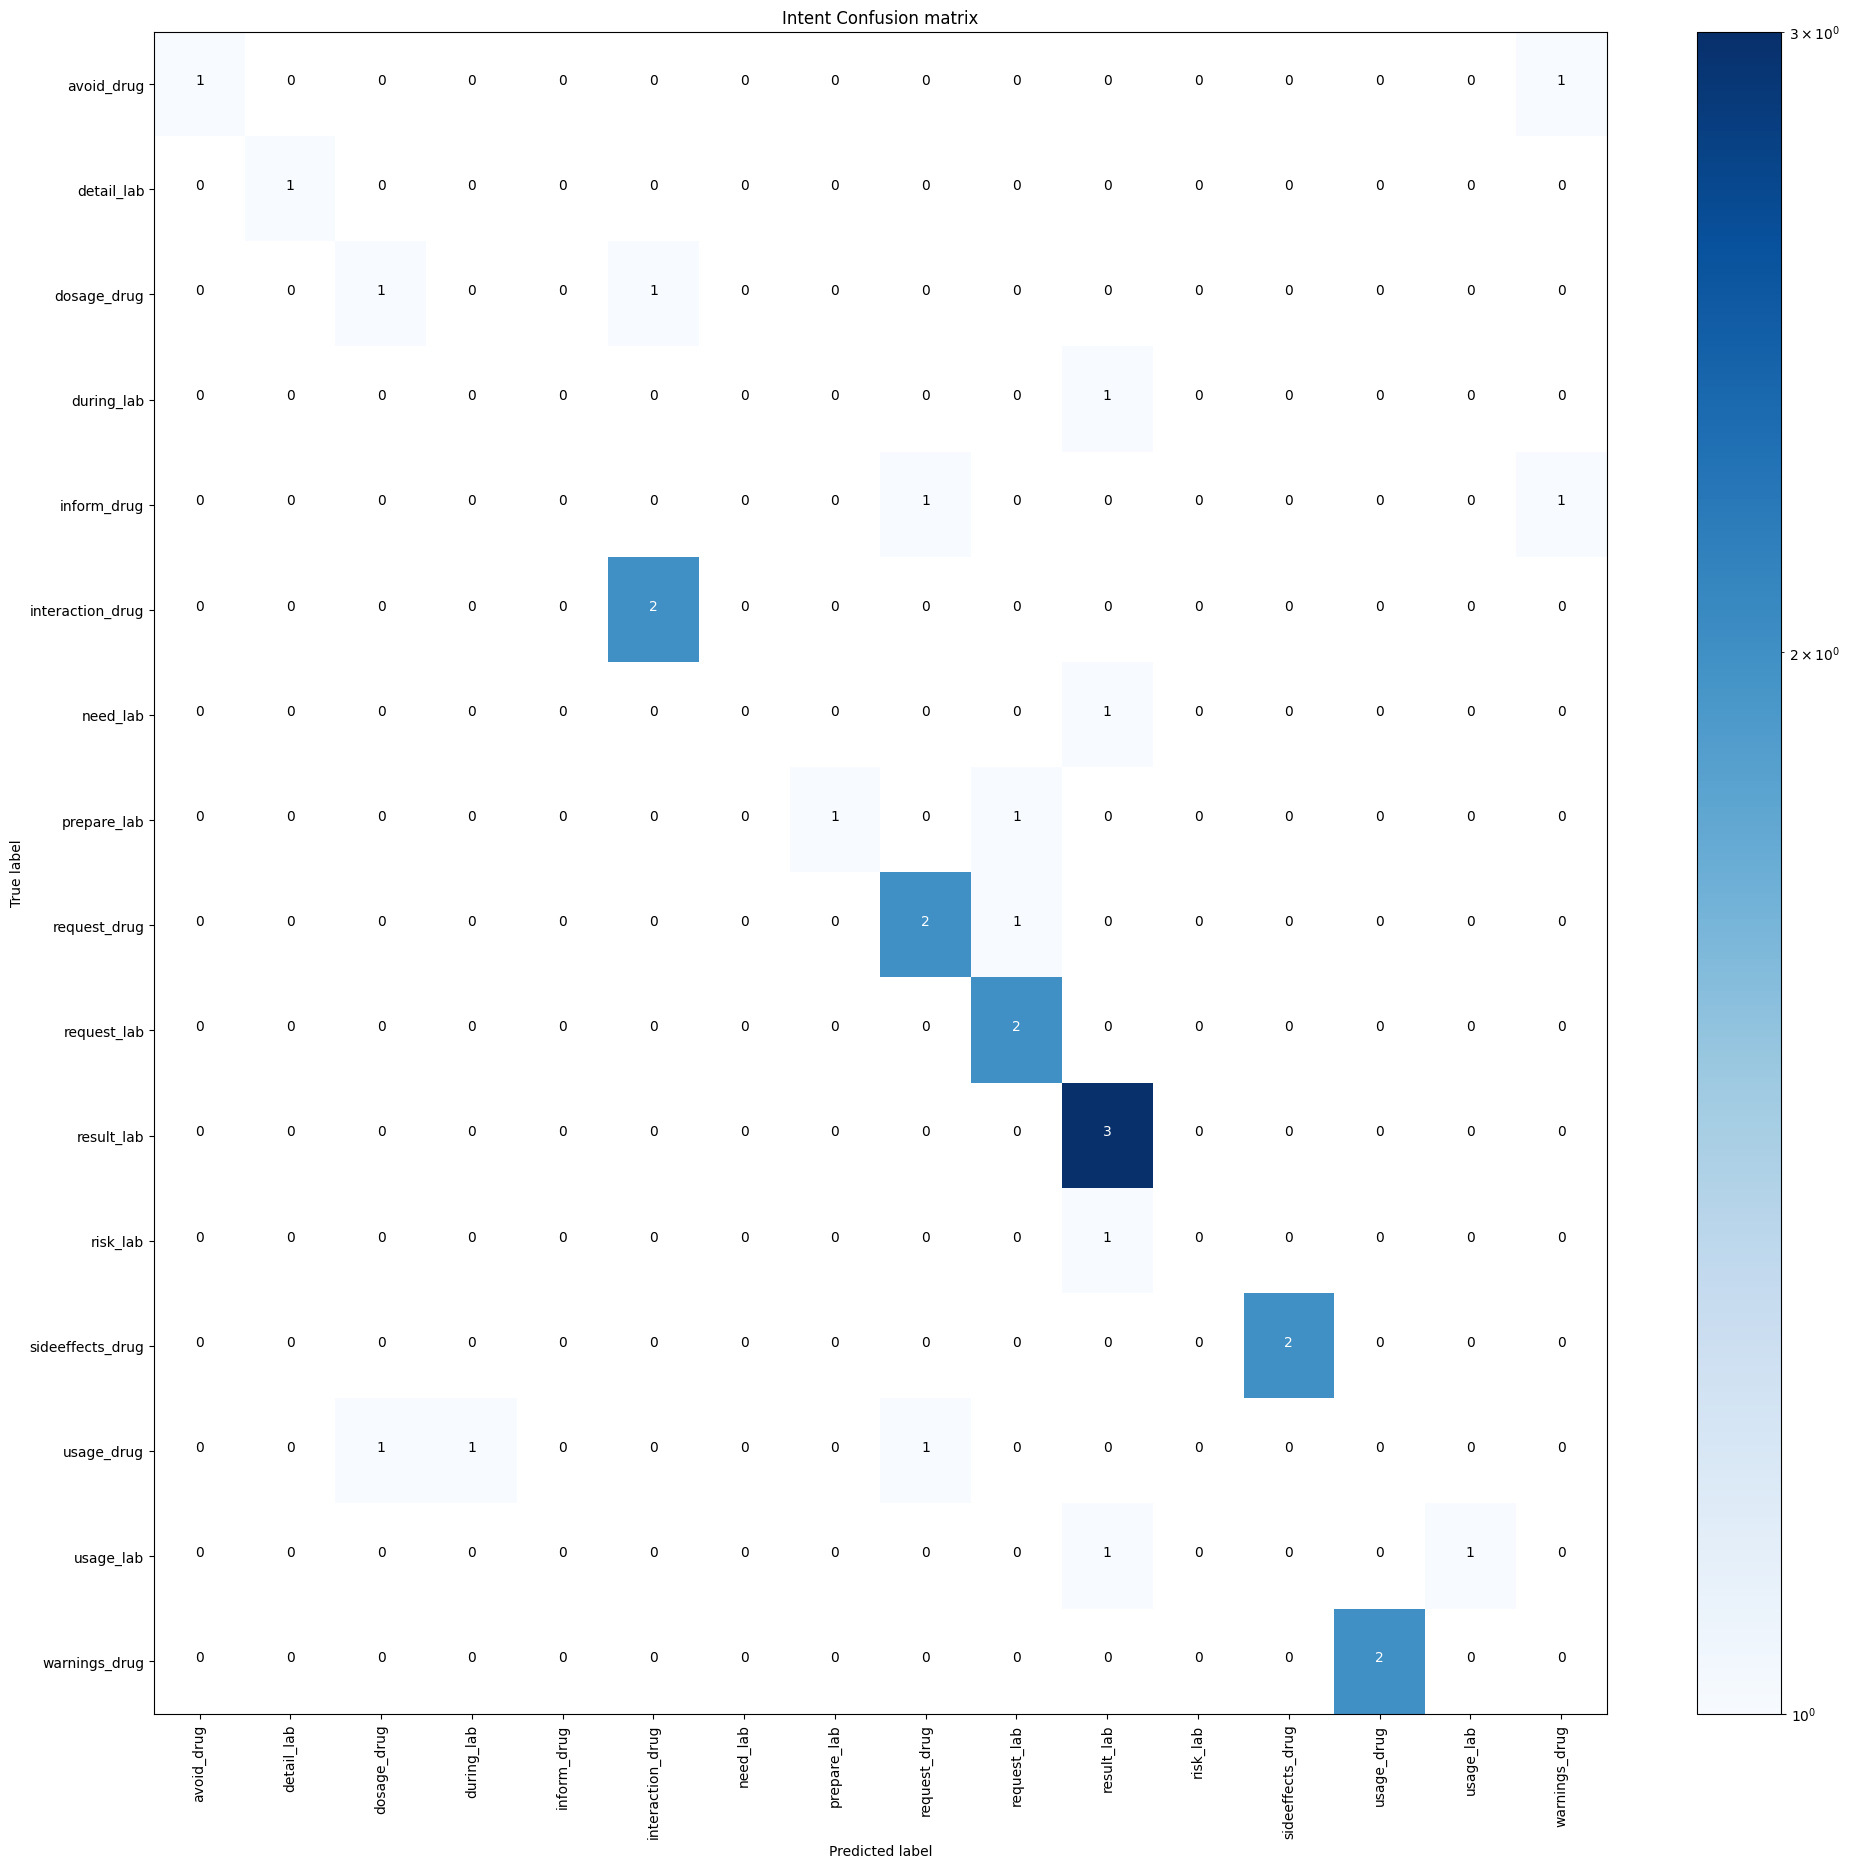 Intent Confusion matrix
avoid_drug 1 0 0 0 0 0 0 0 0 0 0 0 0 0 0 1
detail_lab 0 1 0 0 0 0 0 0 0 0 0 0 0 0 0 0
dosage_drug 0 0 1 0 0 1 0 0 0 0 0 0 0 0 0 0
during_lab 0 0 0 0 0 0 0 0 0 0 1 0 0 0 0 0
inform_drug 0 0 0 0 0 0 0 0 1 0 0 0 0 0 0 1
interaction_drug 0 0 0 0 0 2 0 0 0 0 0 0 0 0 0 0
need_lab 0 0 0 0 0 0 0 0 0 0 1 0 0 0 0 0
prepare_lab 0 0 0 0 0 0 0 1 0 1 0 0 0 0 0 0
request_drug 0 0 0 0 0 0 0 0 2 1 0 0 0 0 0 0
request_lab 0 0 0 0 0 0 0 0 0 2 0 0 0 0 0 0
result_lab 0 0 0 0 0 0 0 0 0 0 3 0 0 0 0 0
risk_lab 0 0 0 0 0 0 0 0 0 0 1 0 0 0 0 0
sideeffects_drug 0 0 0 0 0 0 0 0 0 0 0 0 2 0 0 0
usage_drug 0 0 1 1 0 0 0 0 1 0 0 0 0 0 0 0
usage_lab 0 0 0 0 0 0 0 0 0 0 1 0 0 0 1 0
warnings_drug 0 0 0 0 0 0 0 0 0 0 0 0 0 2 0 0
True label
avoid_drug
detail_lab
dosage_drug
during_lab
inform_drug
interaction_drug
need_lab
prepare_lab
request_drug
request_lab
result_lab
risk_lab
sideeffects_drug
usage_drug
usage_lab
warnings_drug
Predicted label
3 × 10⁰
2 × 10⁰
10⁰